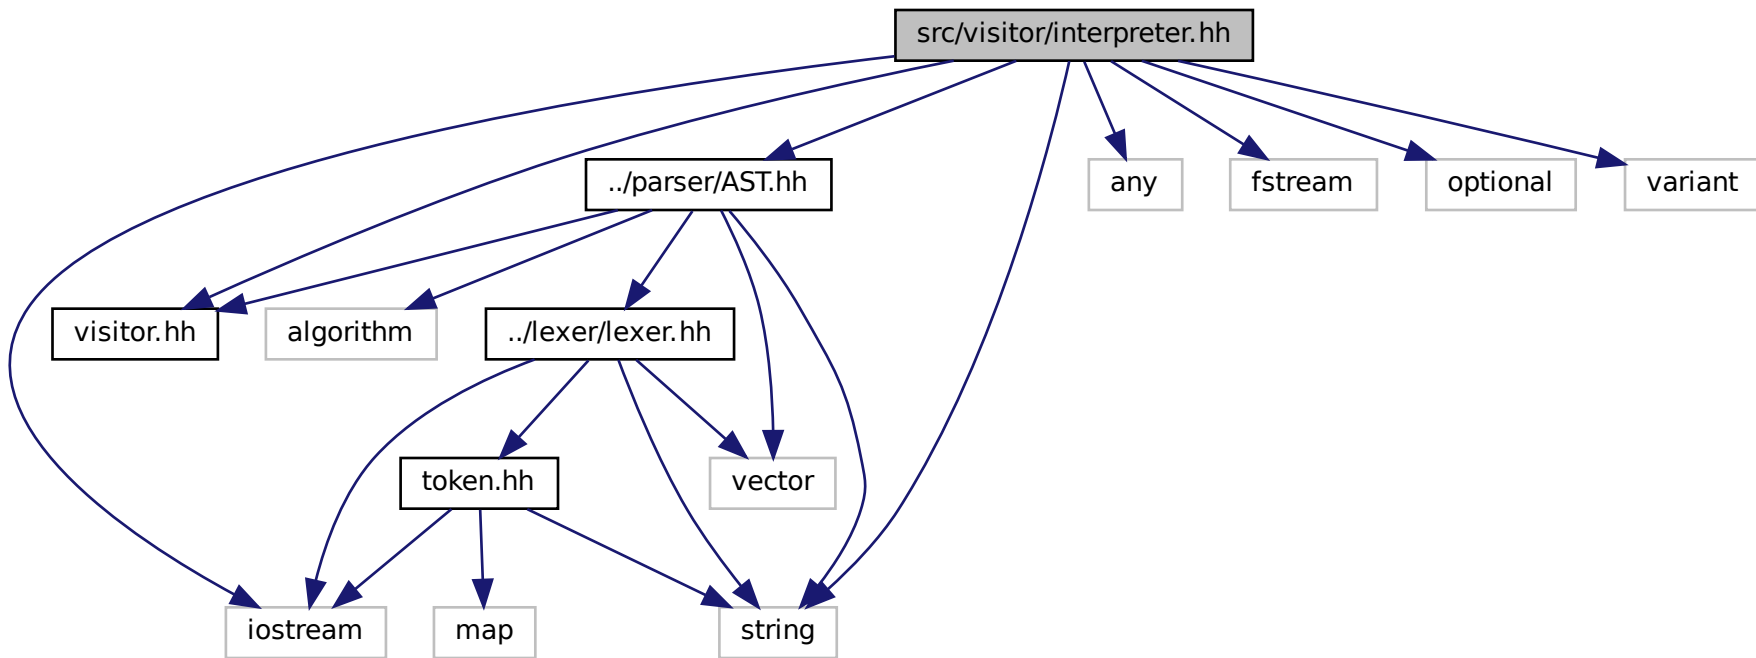 src/visitor/interpreter.hh
../parser/AST.hh
any
fstream
optional
variant
visitor.hh
algorithm
../lexer/lexer.hh
token.hh
vector
iostream
map
string